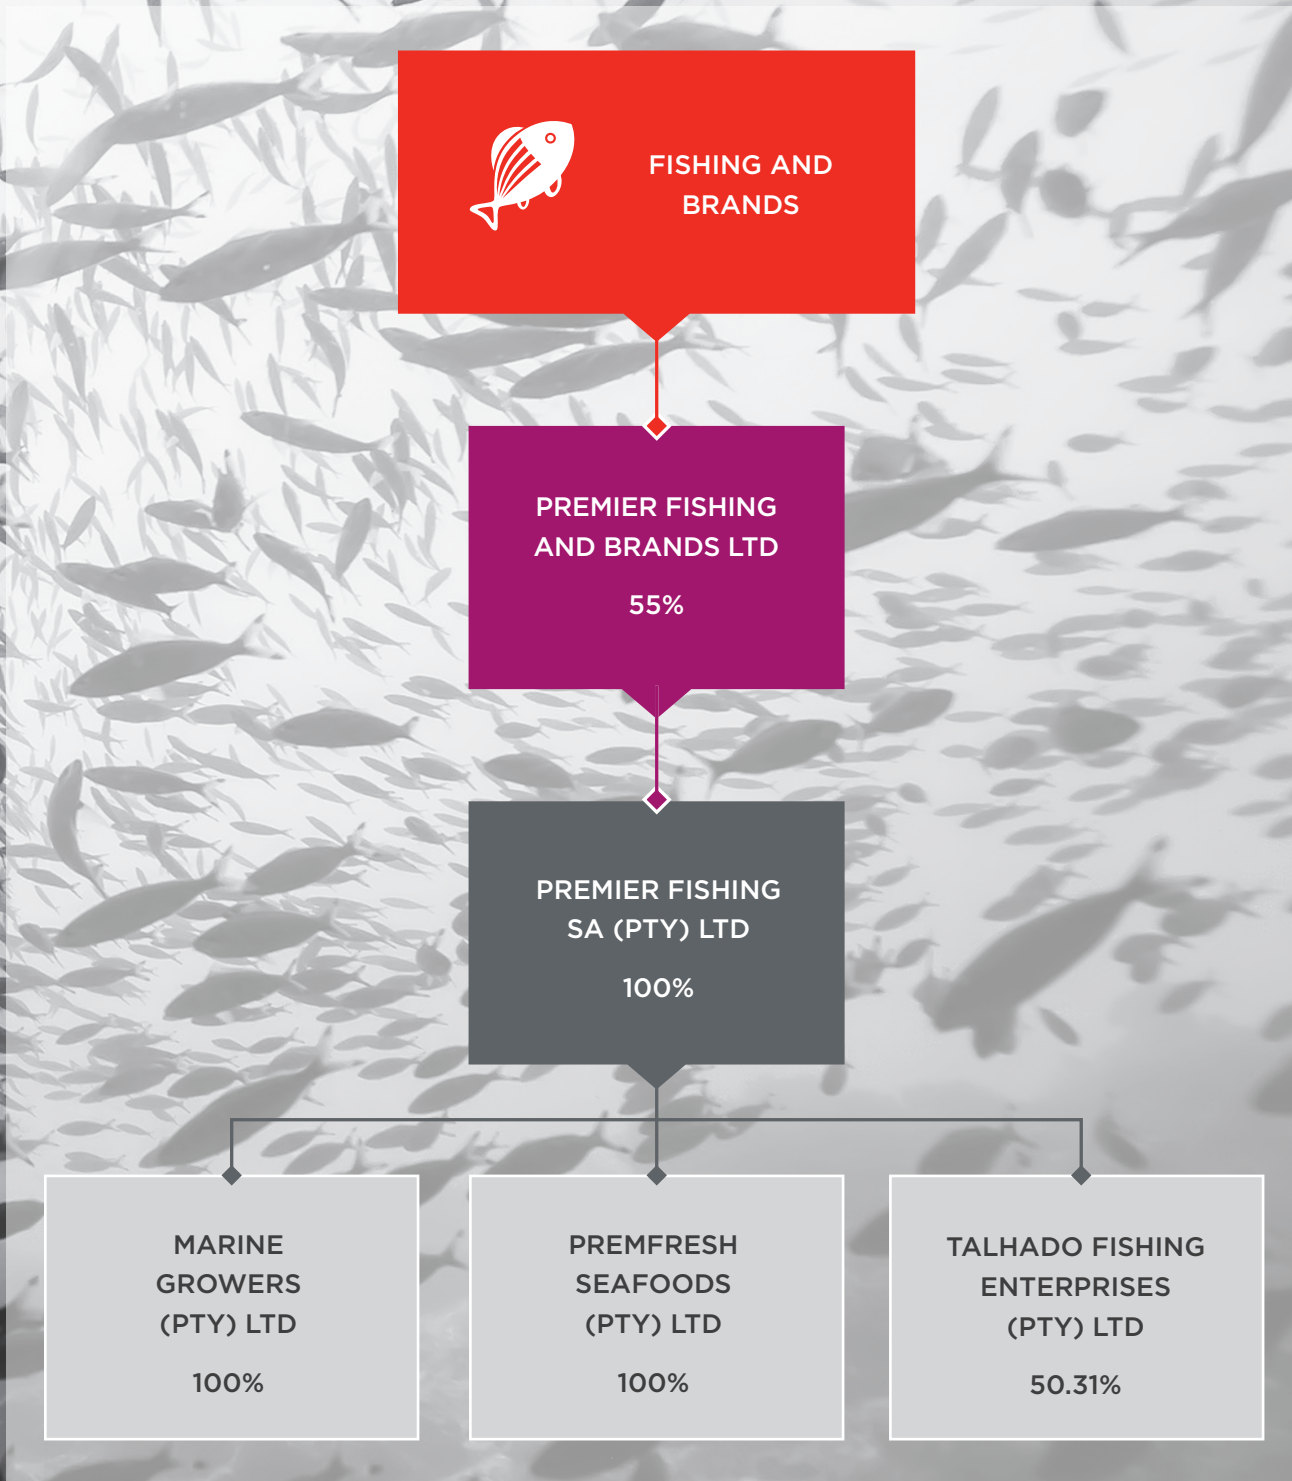 FISHING AND
BRANDS
PREMIER FISHING
AND BRANDS LTD
55%
PREMIER FISHING
SA (PTY) LTD
100%
MARINE
GROWERS
(PTY) LTD
100%
PREMFRESH
SEAFOODS
(PTY) LTD
100%
TALHADO FISHING
ENTERPRISES
(PTY) LTD
50.31%